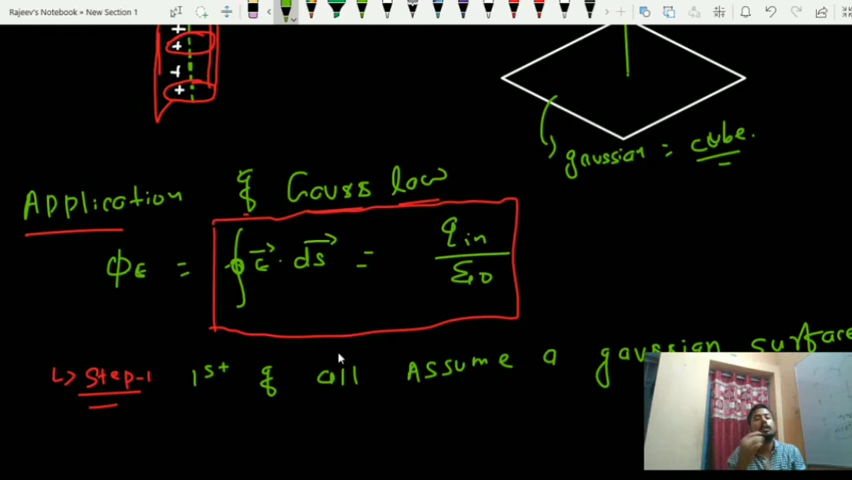 Rajeev's Notebook » New Section 1
gaussian = cube.
Application of Gauss law
ϕE = ∮ E⃗ · ds⃗ = qin / ε0
↳ Step-1 1st of all Assume a gaussian surface